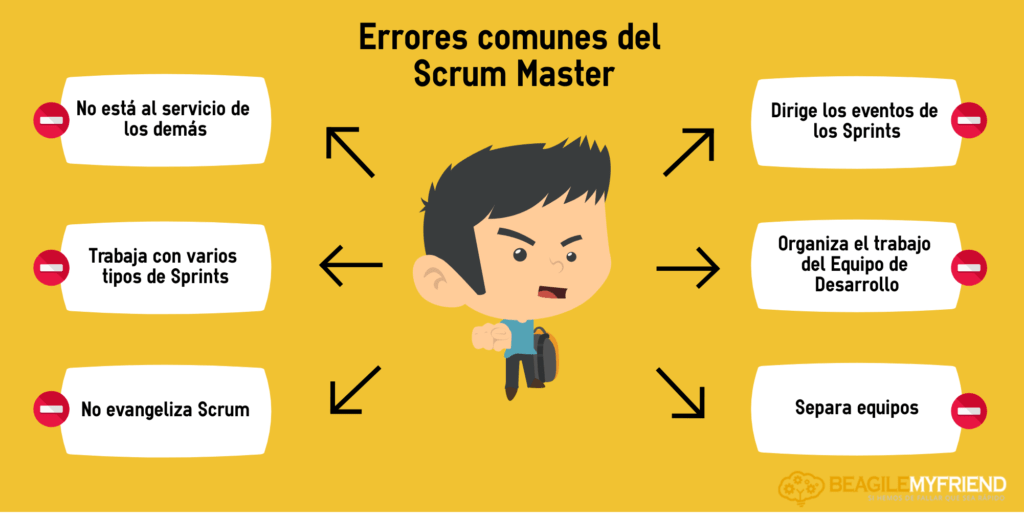 Errores comunes del
Scrum Master
No está al servicio de
los demás
Trabaja con varios
tipos de Sprints
No evangeliza Scrum
Dirige los eventos de
los Sprints
Organiza el trabajo
del Equipo de
Desarrollo
Separa equipos
BEAGILEMYFRIEND